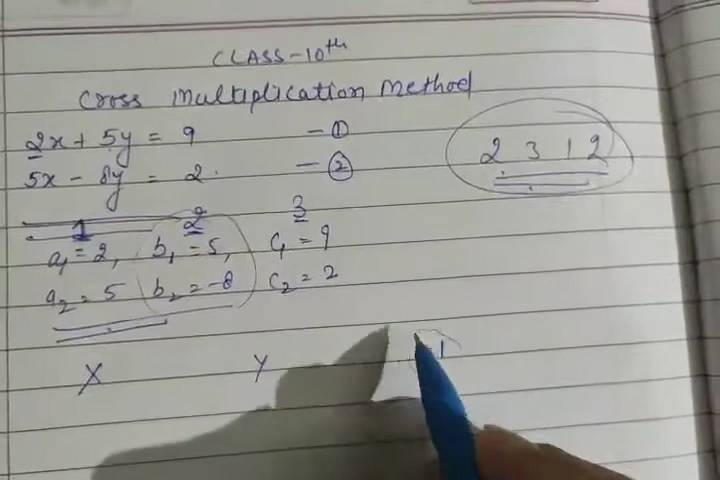 CLASS-10th
Cross Multiplication Method
2x + 5y = 9 - ①
5x - 8y = 2. - ②
2 3 1 2
1 2 3
a₁ = 2, b₁ = 5, c₁ = 9
a₂ = 5 b₂ = -8 c₂ = 2
X Y -1